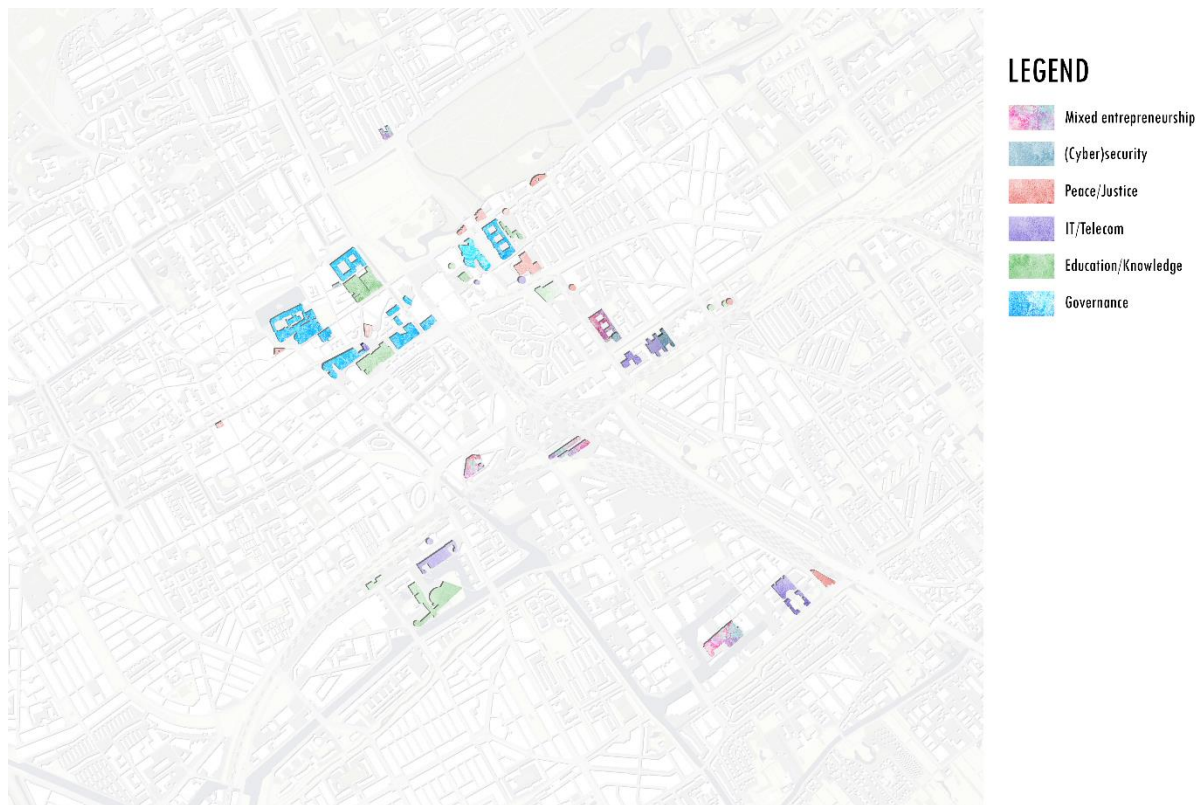 LEGEND
Mixed entrepreneurship
(Cyber)security
Peace/Justice
IT/Telecom
Education/Knowledge
Governance